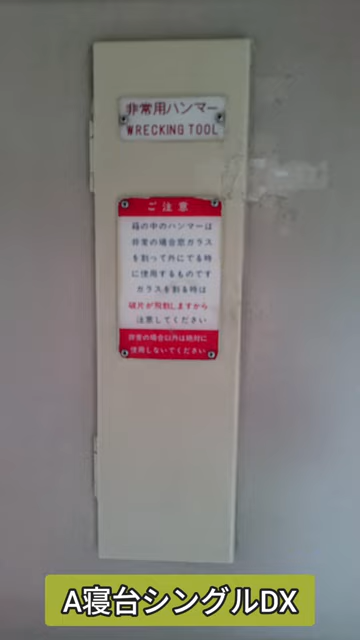 非常用ハンマー
WRECKING TOOL
ご注意
箱の中のハンマーは
非常の場合窓ガラス
を割って外にでる時
に使用するものです
ガラスを割る時は
破片が飛散しますから
注意してください
非常の場合以外は絶対に
使用しないでください
A寝台シングルDX